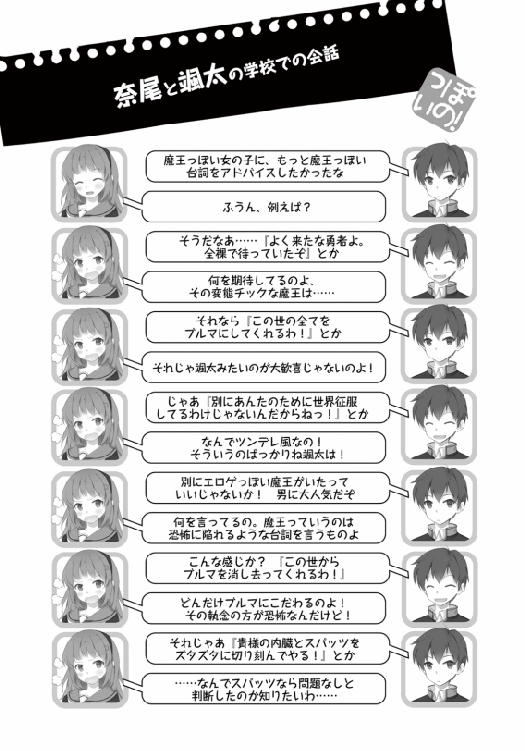 奈尾と颯太の学校での会話
っぽ
いの!
魔王っぽい女の子に、もっと魔王っぽい
台詞をアドバイスしたかったな
ふうん、例えば?
そうだなあ……『よく来たな勇者よ。
全裸で待っていたぞ』とか
何を期待してるのよ、
その変態チックな魔王は……
それなら『この世の全てを
ブルマにしてくれるわ!』とか
それじゃ颯太みたいのが大歓喜じゃないのよ!
じゃあ『別にあんたのために世界征服
してるわけじゃないんだからねっ!』とか
なんでツンデレ風なの!
そういうのばっかりね颯太は!
別にエロゲっぽい魔王がいたって
いいじゃないか! 男に大人気だぞ
何を言ってるの。魔王っていうのは
恐怖に陥れるような台詞を言うものよ
こんな感じか? 『この世から
ブルマを消し去ってくれるわ!』
どんだけブルマにこだわるのよ!
その執念の方が恐怖なんだけど!
それじゃあ『貴様の内臓とスパッツを
ズタズタに切り刻んでやる!』とか
……なんでスパッツなら問題なしと
判断したのか知りたいわ……